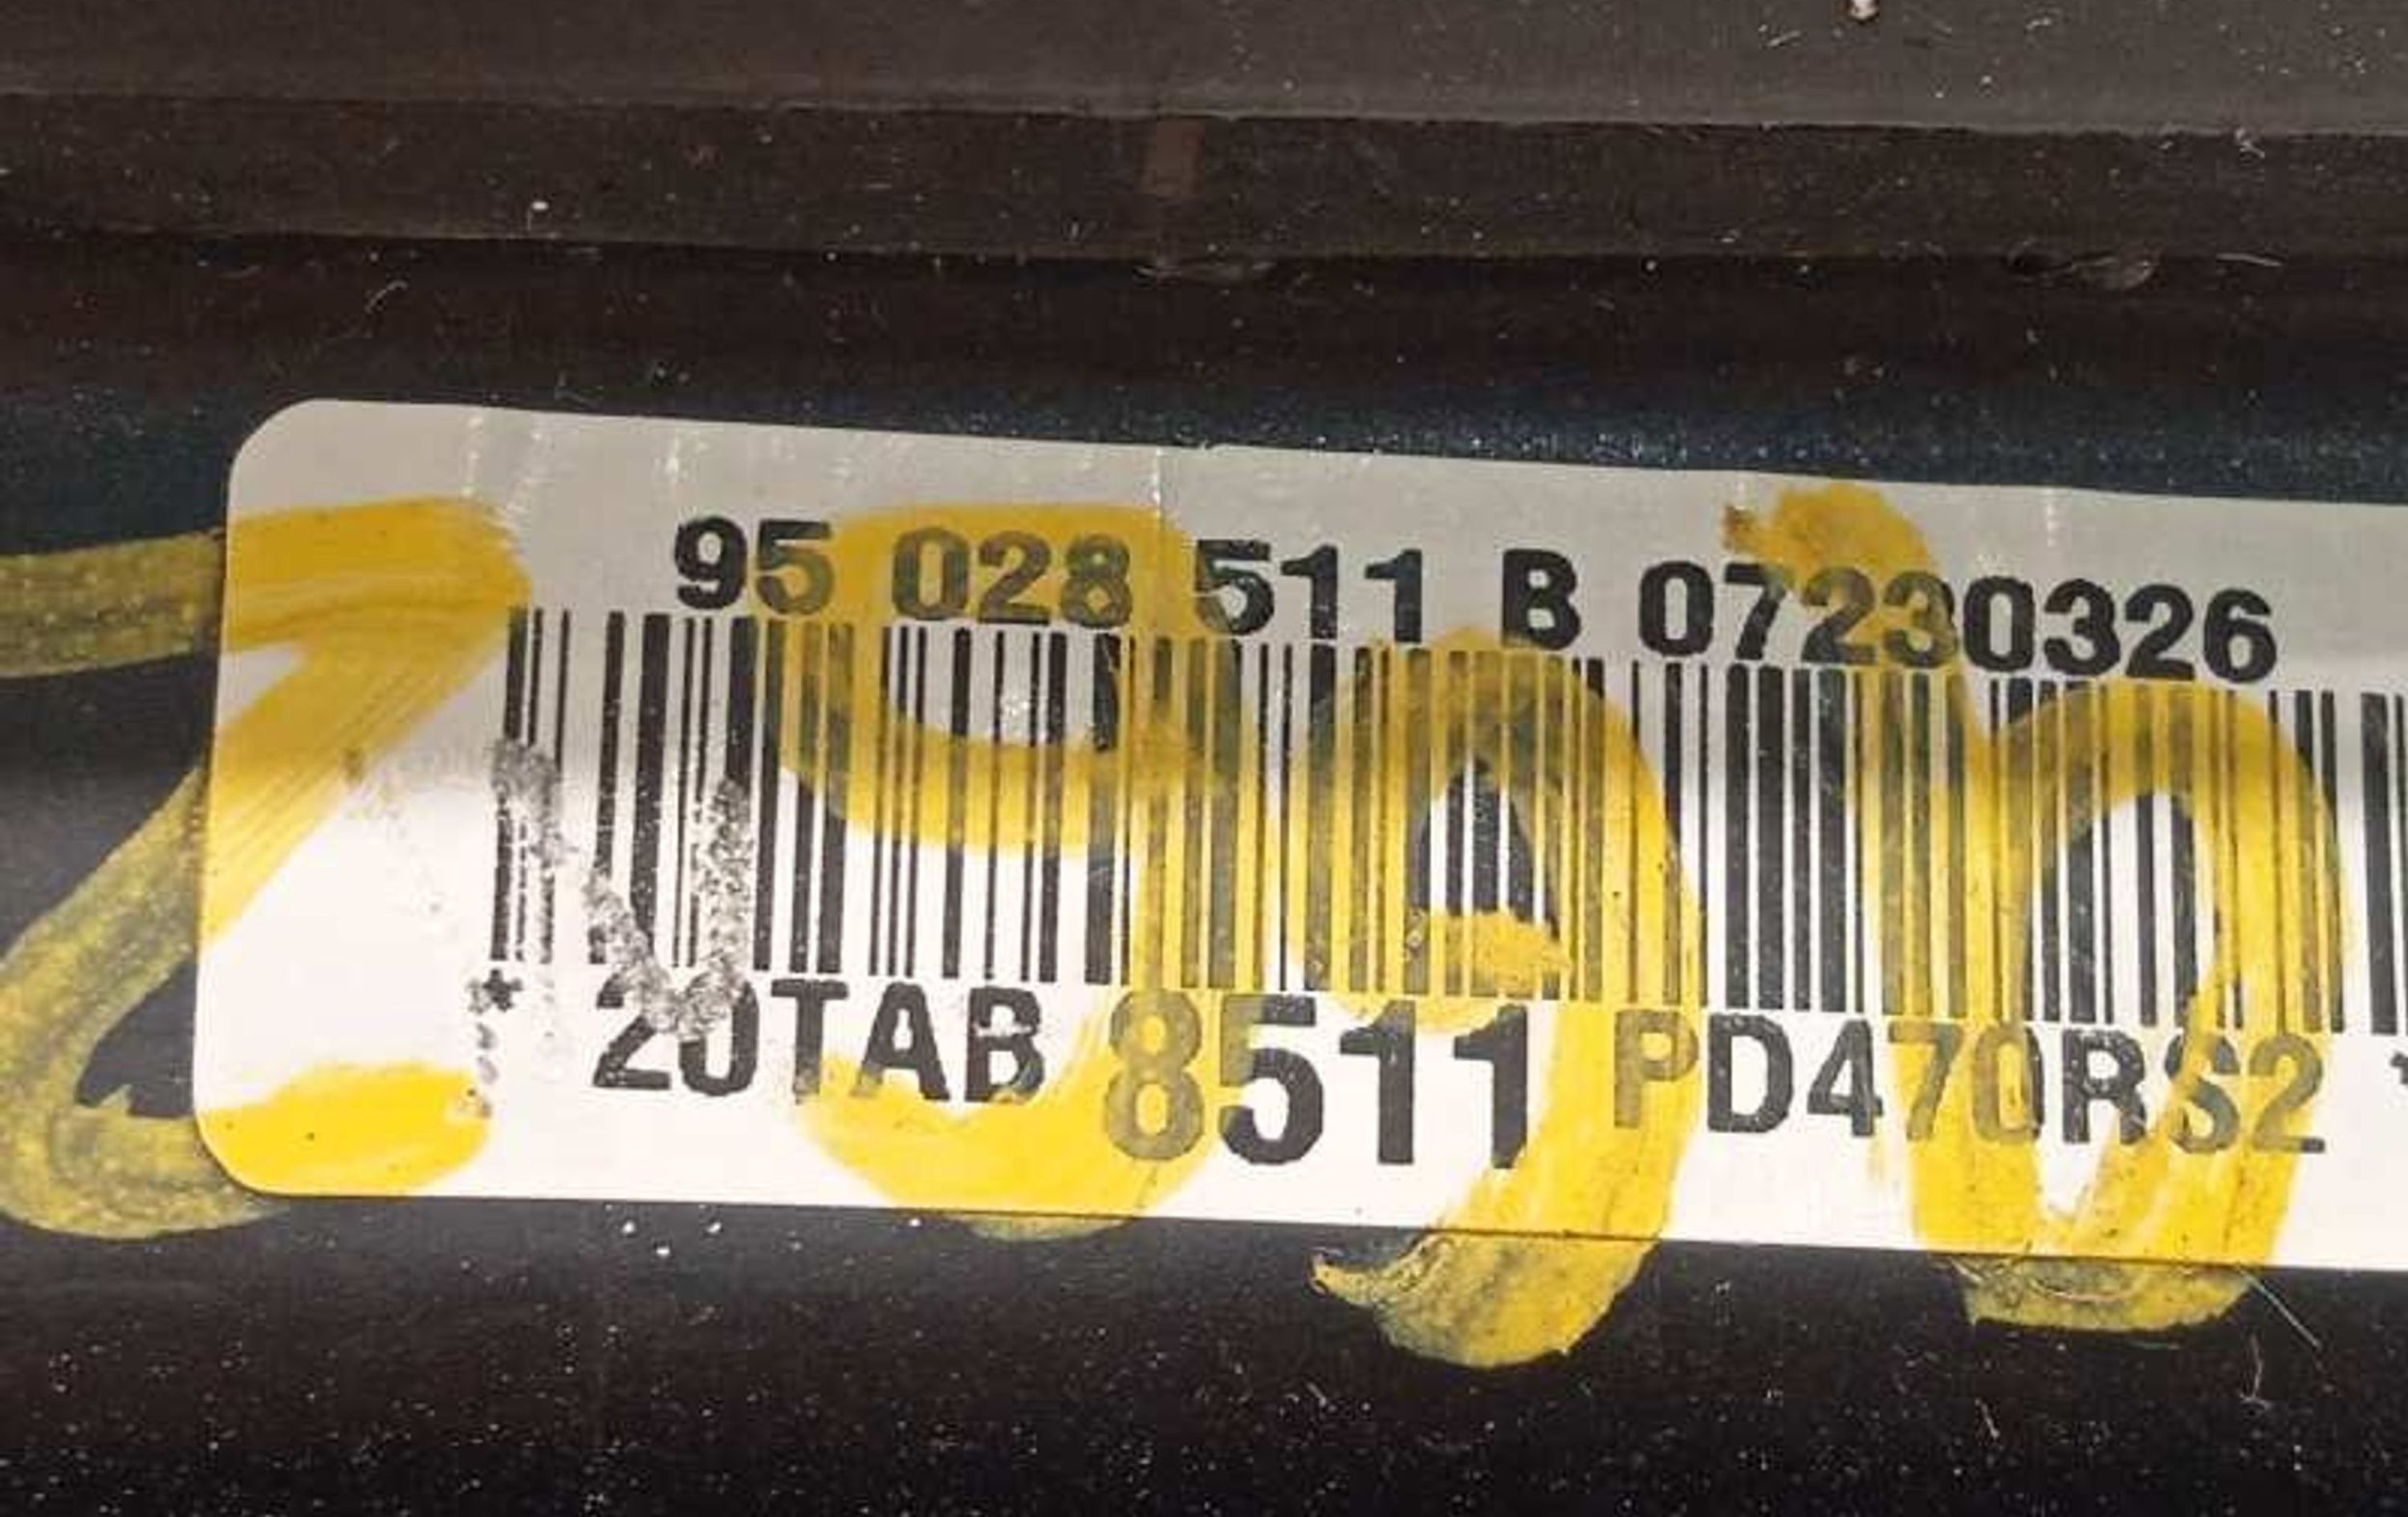 95 028 511 B 07230326
* 20TAB 8511 PD470RS2 *